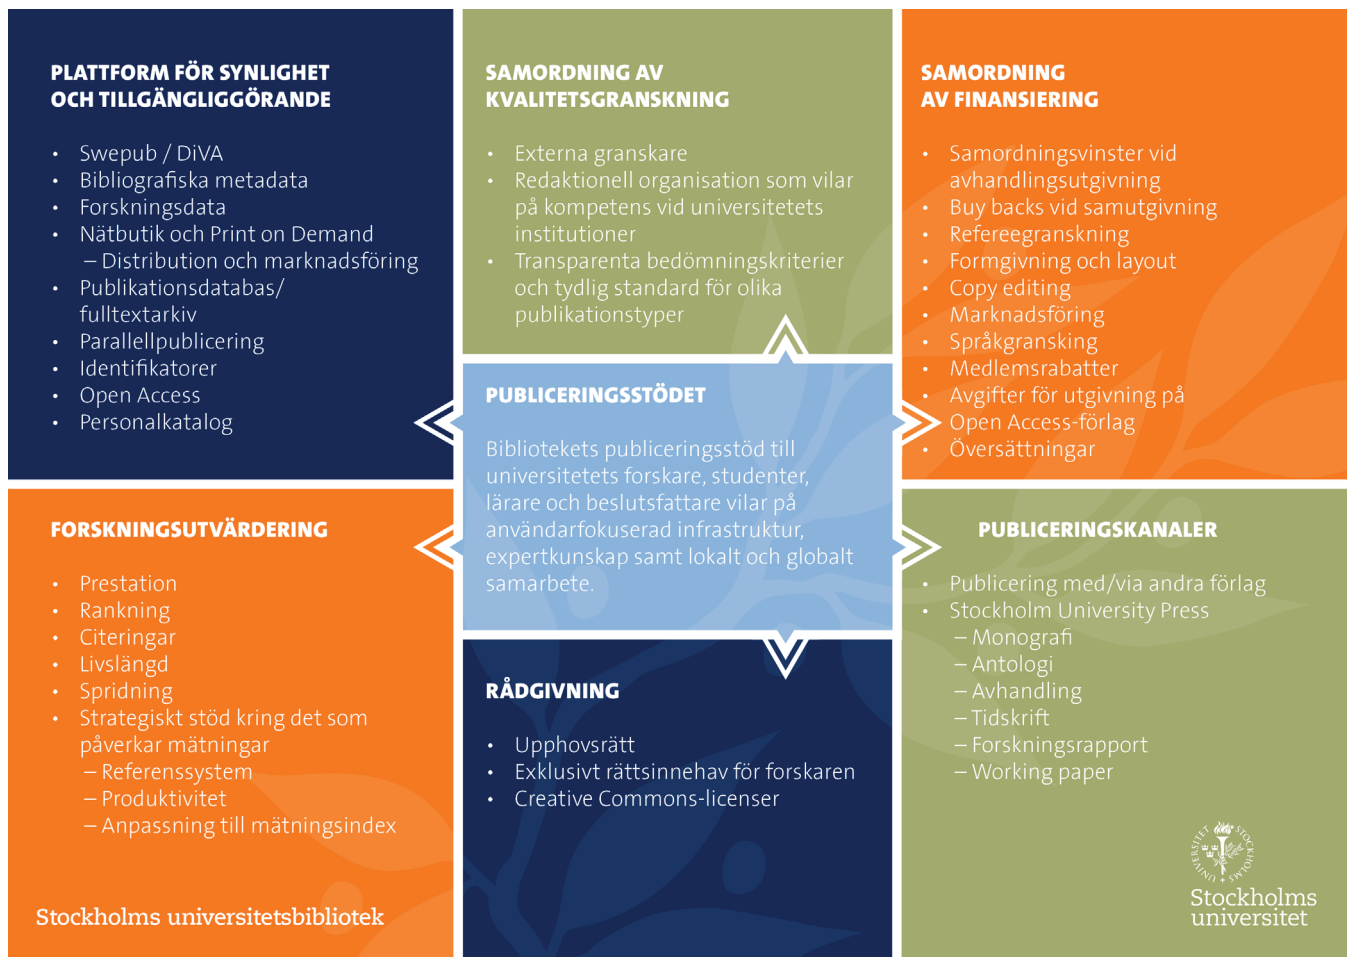 PLATTFORM FÖR SYNLIGHET
OCH TILLGÄNGLIGGÖRANDE
• Swepub / DiVA
• Bibliografiska metadata
• Forskningsdata
• Nätbutik och Print on Demand
– Distribution och marknadsföring
• Publikationsdatabas/
fulltextarkiv
• Parallellpublicering
• Identifikatorer
• Open Access
• Personalkatalog
SAMORDNING AV
KVALITETSGRANSKNING
• Externa granskare
• Redaktionell organisation som vilar
på kompetens vid universitetets
institutioner
• Transparenta bedömningskriterier
och tydlig standard för olika
publikationstyper
SAMORDNING
AV FINANSIERING
• Samordningsvinster vid
avhandlingsutgivning
• Buy backs vid samutgivning
• Refereegranskning
• Formgivning och layout
• Copy editing
• Marknadsföring
• Språkgransking
• Medlemsrabatter
• Avgifter för utgivning på
• Open Access-förlag
• Översättningar
PUBLICERINGSSTÖDET
Bibliotekets publiceringsstöd till
universitetets forskare, studenter,
lärare och beslutsfattare vilar på
användarfokuserad infrastruktur,
expertkunskap samt lokalt och globalt
samarbete.
FORSKNINGSUTVÄRDERING
• Prestation
• Rankning
• Citeringar
• Livslängd
• Spridning
• Strategiskt stöd kring det som
påverkar mätningar
– Referenssystem
– Produktivitet
– Anpassning till mätningsindex
Stockholms universitetsbibliotek
RÅDGIVNING
• Upphovsrätt
• Exklusivt rättsinnehav för forskaren
• Creative Commons-licenser
PUBLICERINGSKANALER
• Publicering med/via andra förlag
• Stockholm University Press
– Monografi
– Antologi
– Avhandling
– Tidskrift
– Forskningsrapport
– Working paper
STOCKHOLMS UNIVERSITET
Stockholms
universitet